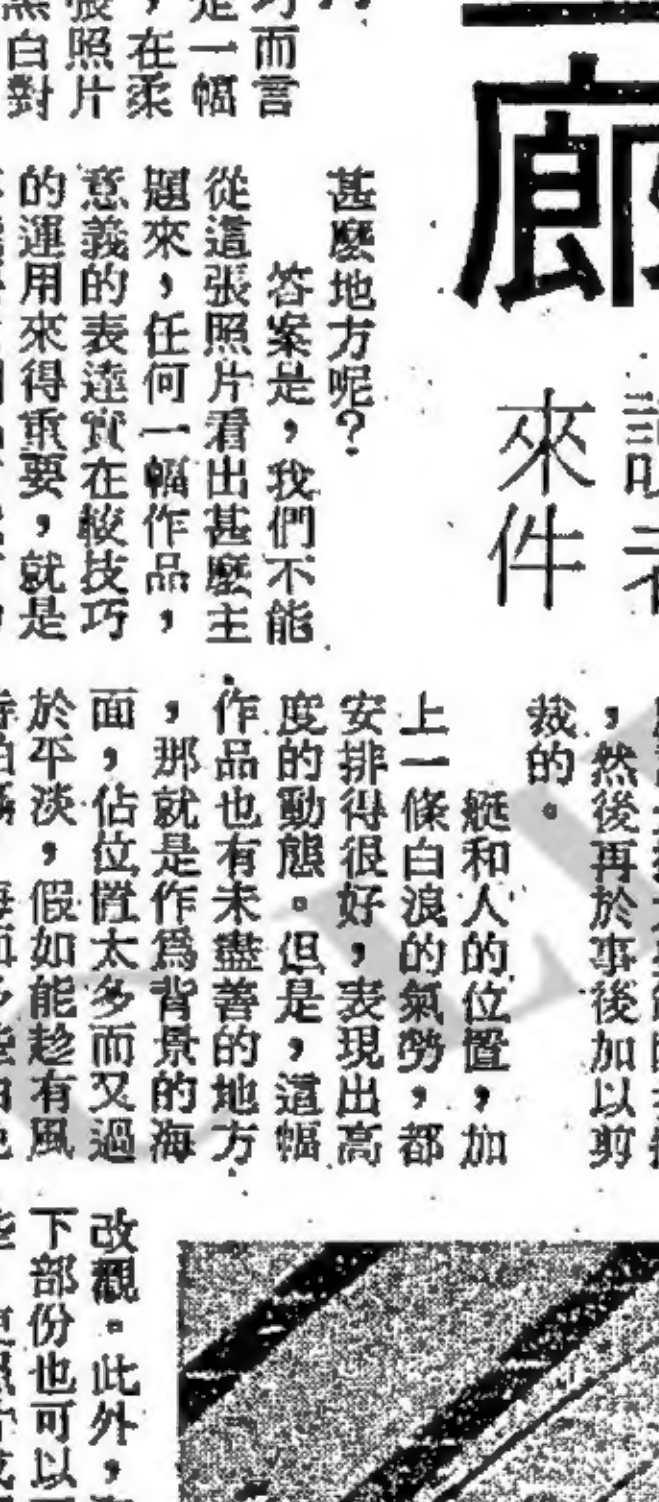 廊
來件
巧而言
是一幅
,在柔
張照片
白對
甚麼地方呢?
答案是,我們不能
從這張照片看出甚麼主
題來,任何一幅作品,
意義的表達實在較技巧
的運用來得重要,就是
,然後再於事後加以剪
裁的。
艇和人的位置,加
上一條白浪的氣勢,都
安排得很好,表現出高
度的動態。但是,這幅
作品也有未盡善的地方
,那就是作爲背景的海
面,佔位置太多而又過
於平淡,假如能趁有風
改觀。此外,
下部份也可以